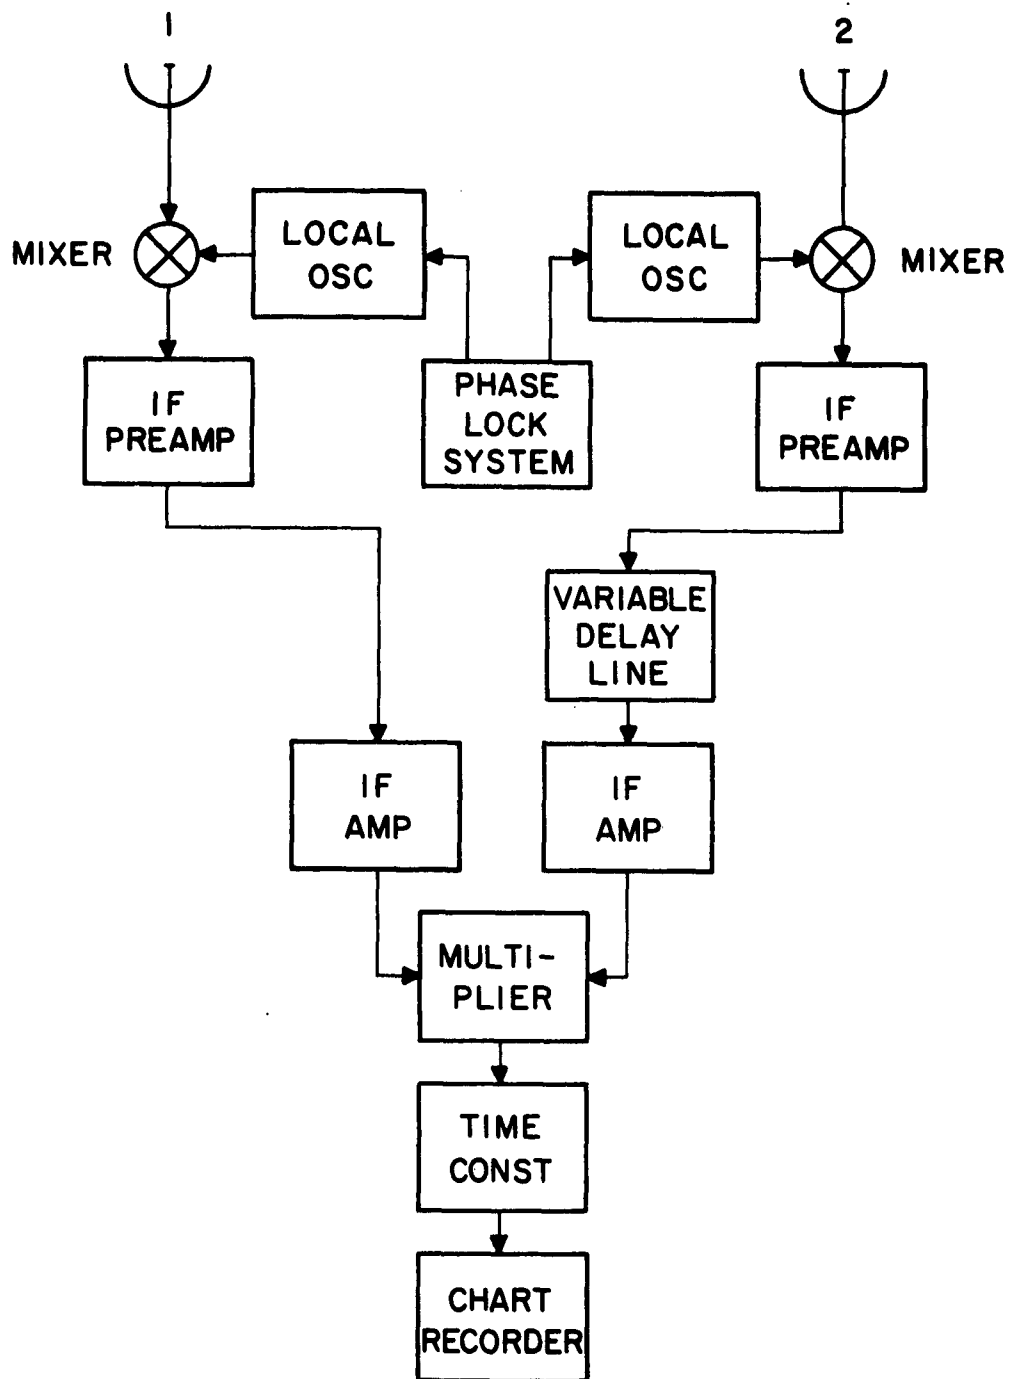 1
2
MIXER
LOCAL
OSC
LOCAL
OSC
MIXER
PHASE
LOCK
SYSTEM
IF
PREAMP
IF
PREAMP
VARIABLE
DELAY
LINE
IF
AMP
IF
AMP
MULTI-
PLIER
TIME
CONST
CHART
RECORDER